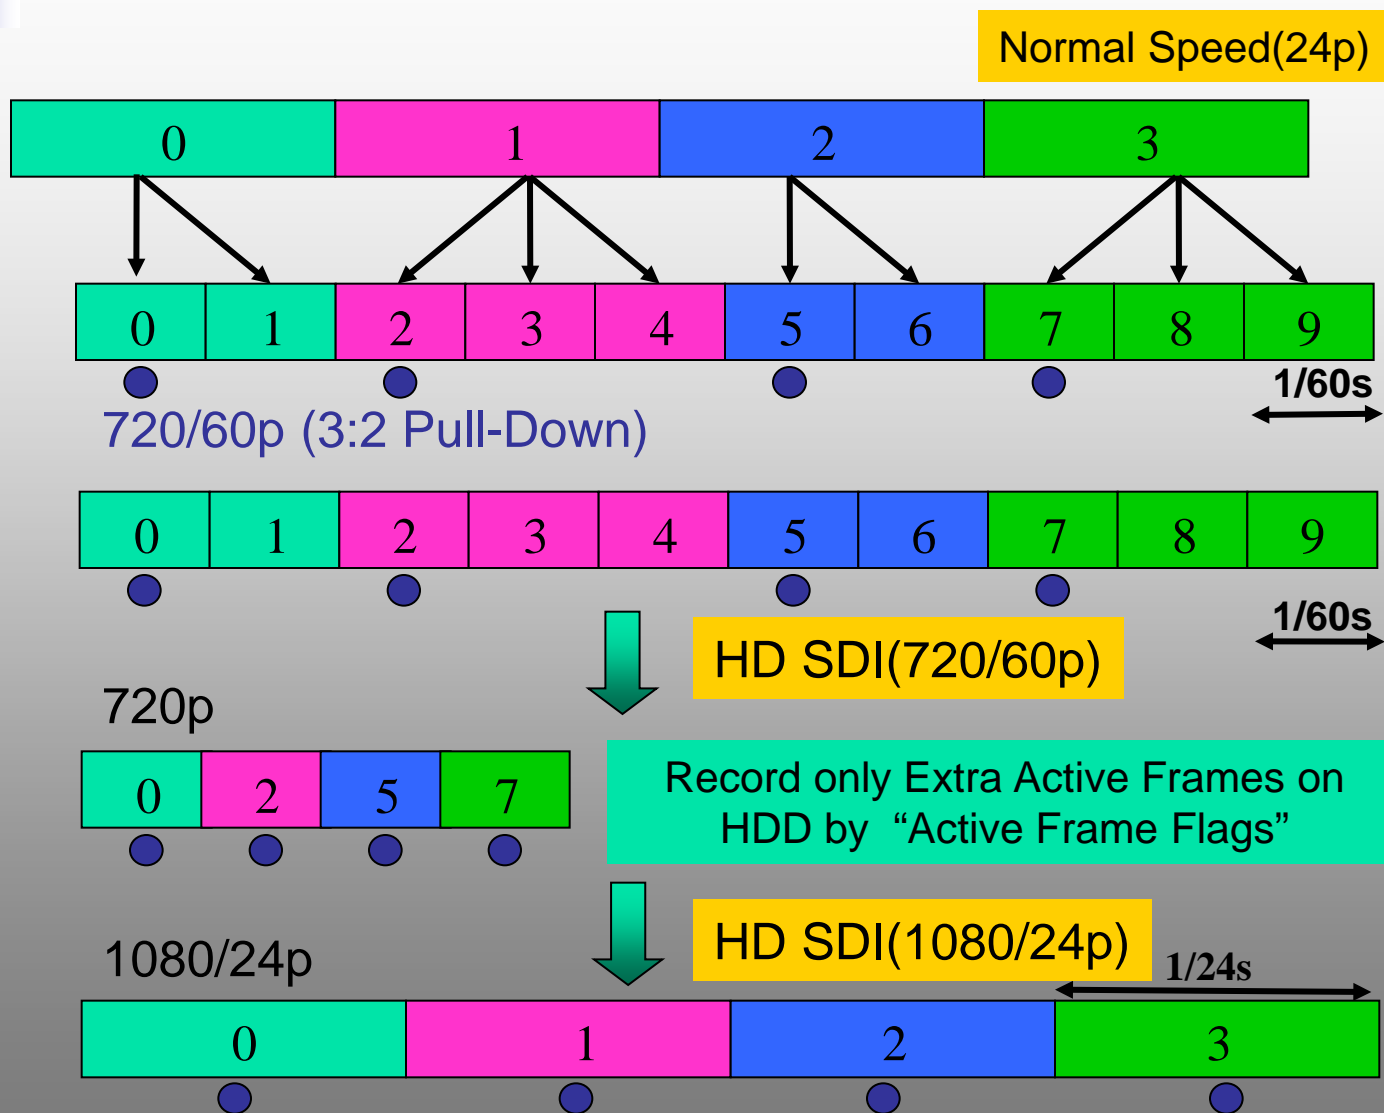 Normal Speed(24p)
0 1 2 3
0 1 2 3 4 5 6 7 8 9
1/60s
720/60p (3:2 Pull-Down)
0 1 2 3 4 5 6 7 8 9
1/60s
HD SDI(720/60p)
720p
0 2 5 7
Record only Extra Active Frames on
HDD by “Active Frame Flags”
HD SDI(1080/24p)
1080/24p
1/24s
0 1 2 3